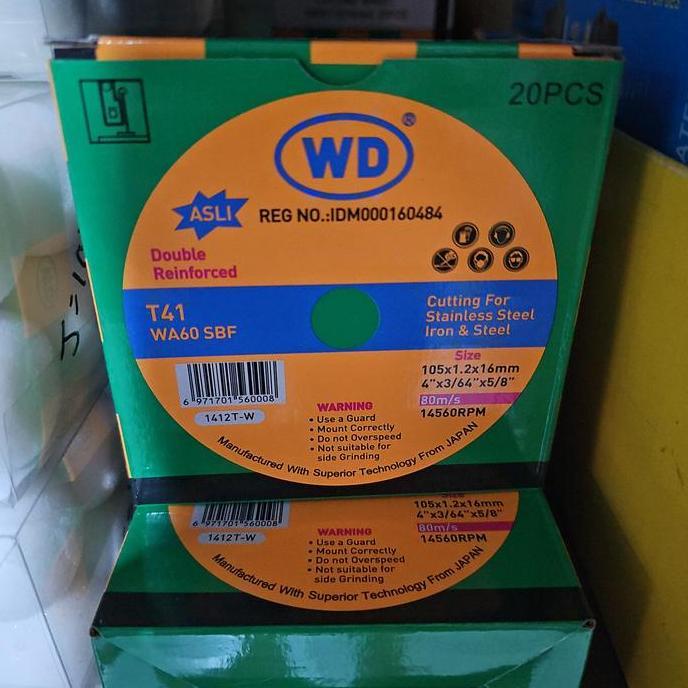 20PCS
WD®
ASLI
REG NO.:IDM000160484
Double
Reinforced
T41
WA60 SBF
Cutting For
Stainless Steel
Iron & Steel
Size
105x1.2x16mm
4"x3/64"x5/8"
80m/s
14560RPM
6 971701 560008
1412T-W
WARNING
• Use a Guard
• Mount Correctly
• Do not Overspeed
• Not suitable for
side Grinding
Manufactured With Superior Technology From JAPAN
105x1.2x16mm
4"x3/64"x5/8"
80m/s
14560RPM
6 971701 560008
1412T-W
WARNING
• Use a Guard
• Mount Correctly
• Do not Overspeed
• Not suitable for
side Grinding
Manufactured With Superior Technology From JAPAN